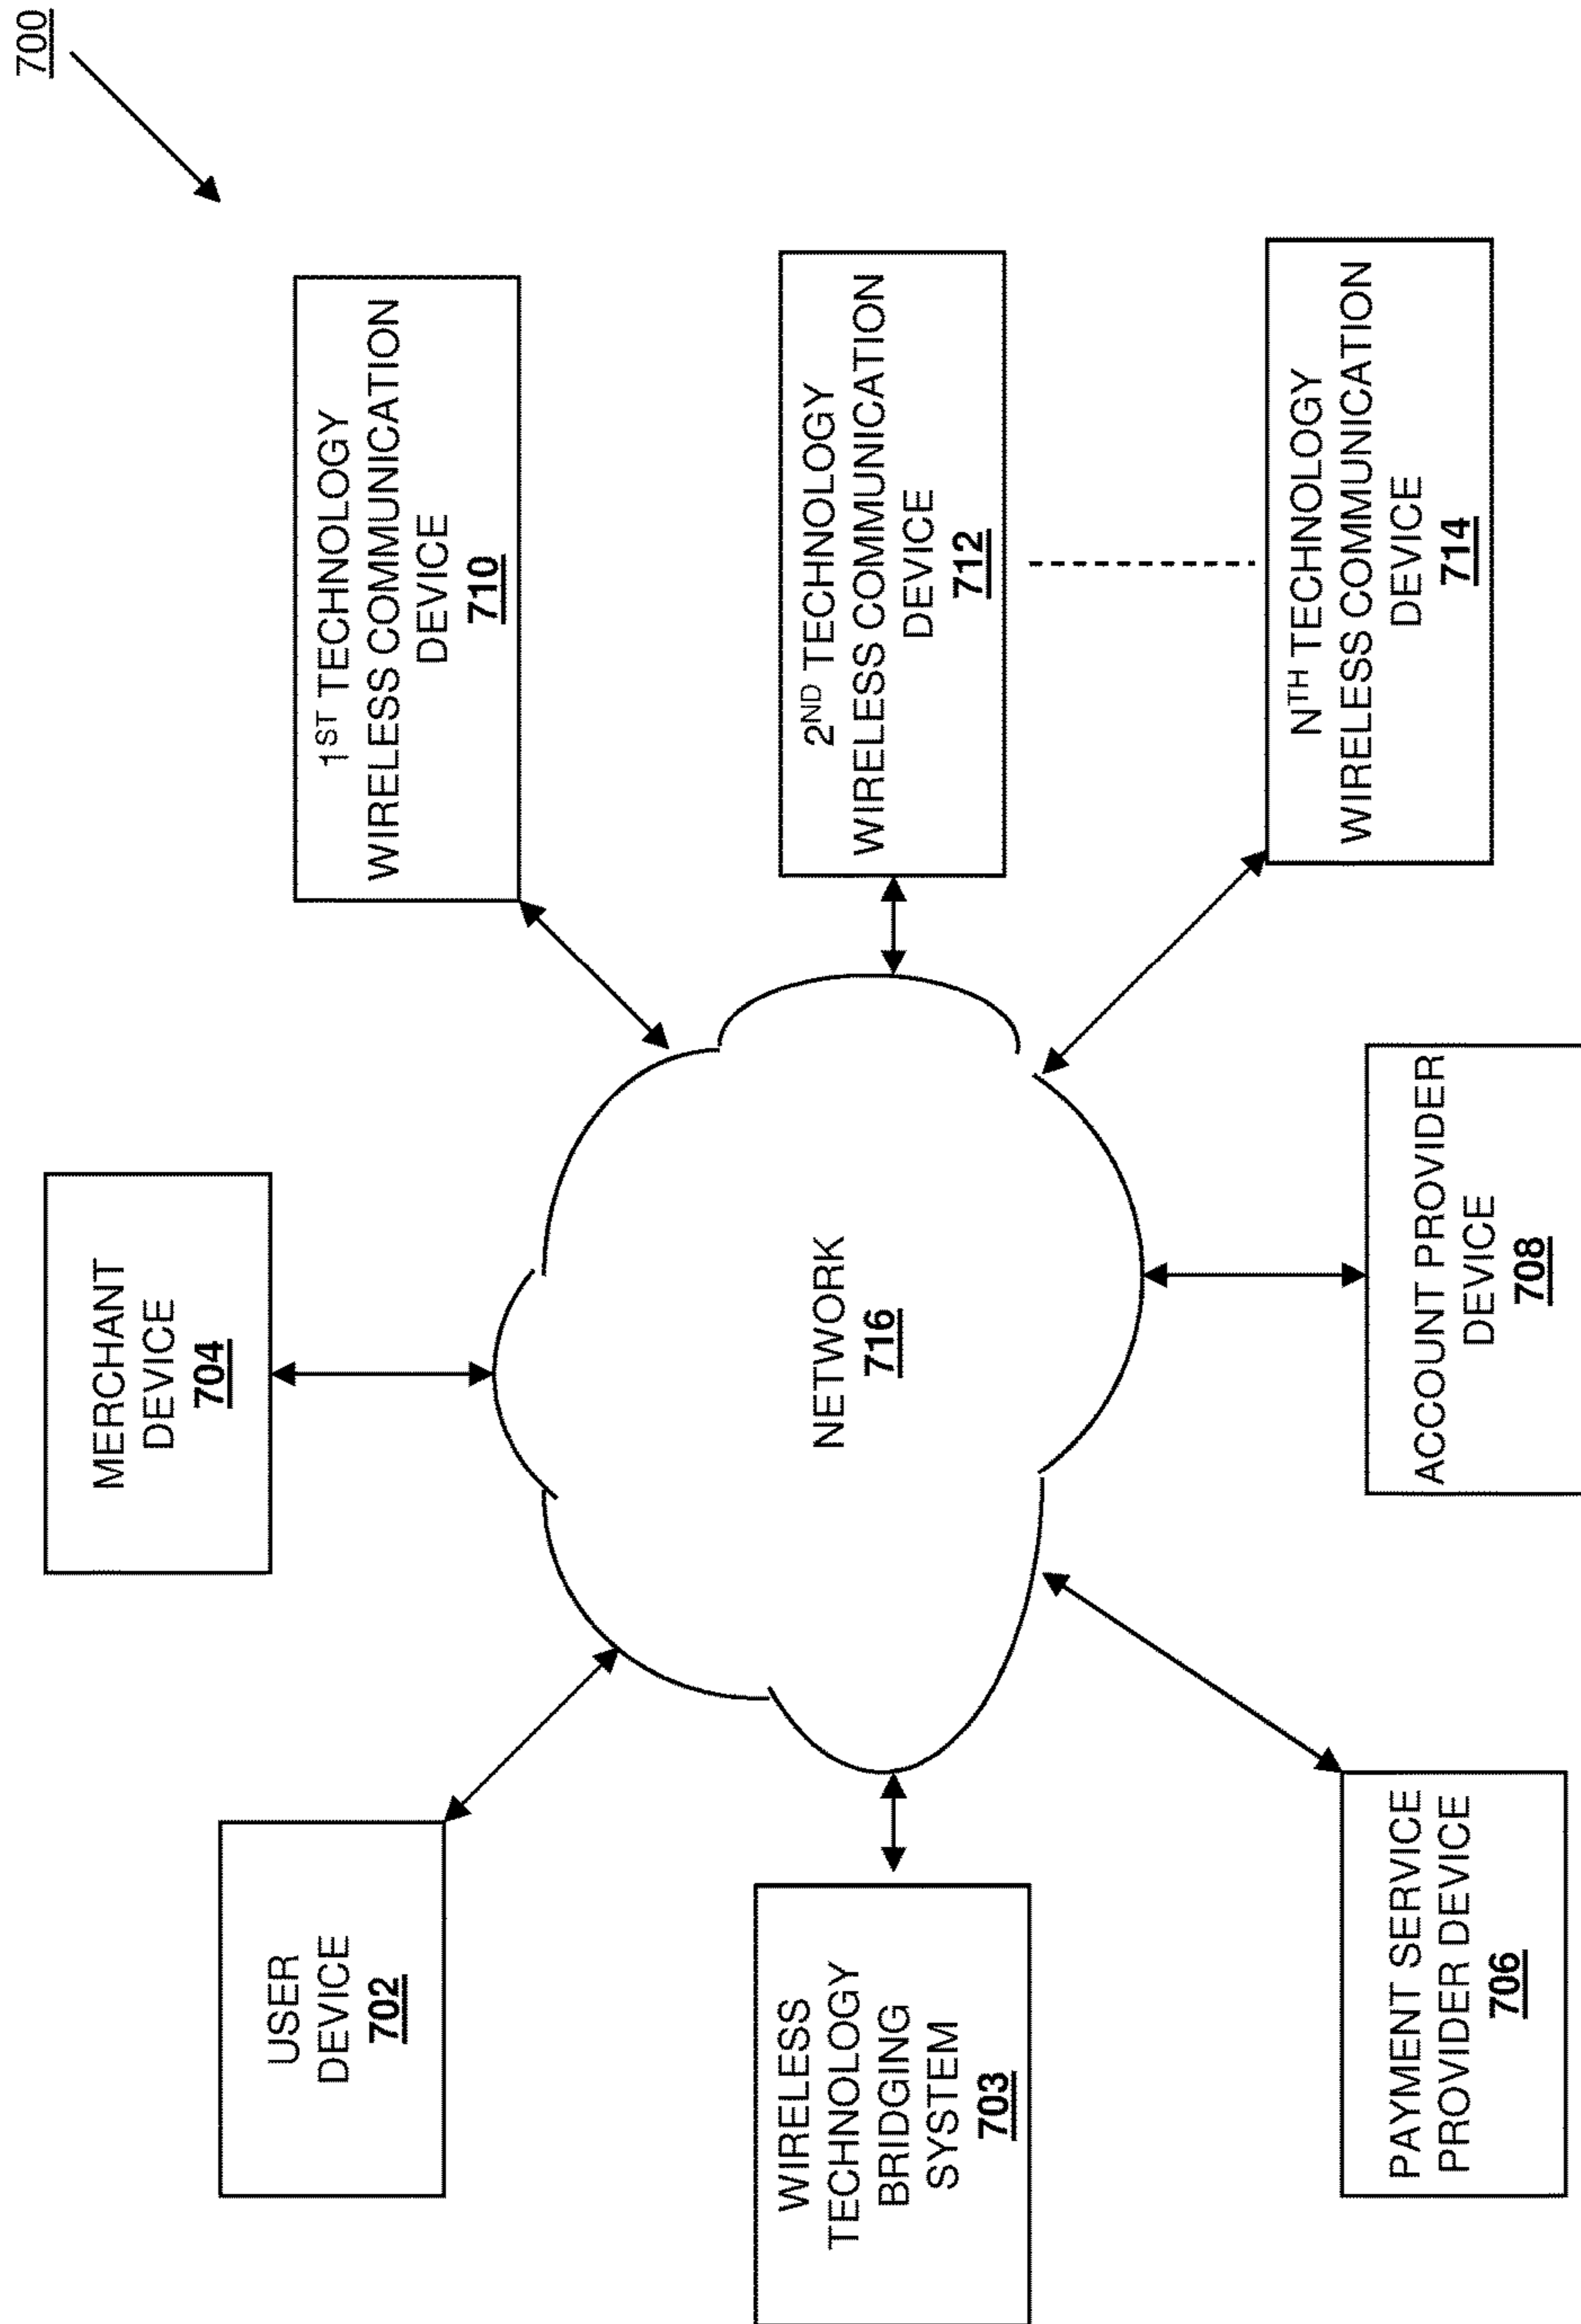 700
MERCHANT
DEVICE
704
USER
DEVICE
702
1ST TECHNOLOGY
WIRELESS COMMUNICATION
DEVICE
710
WIRELESS
TECHNOLOGY
BRIDGING
SYSTEM
703
NETWORK
716
2ND TECHNOLOGY
WIRELESS COMMUNICATION
DEVICE
712
PAYMENT SERVICE
PROVIDER DEVICE
706
ACCOUNT PROVIDER
DEVICE
708
NTH TECHNOLOGY
WIRELESS COMMUNICATION
DEVICE
714